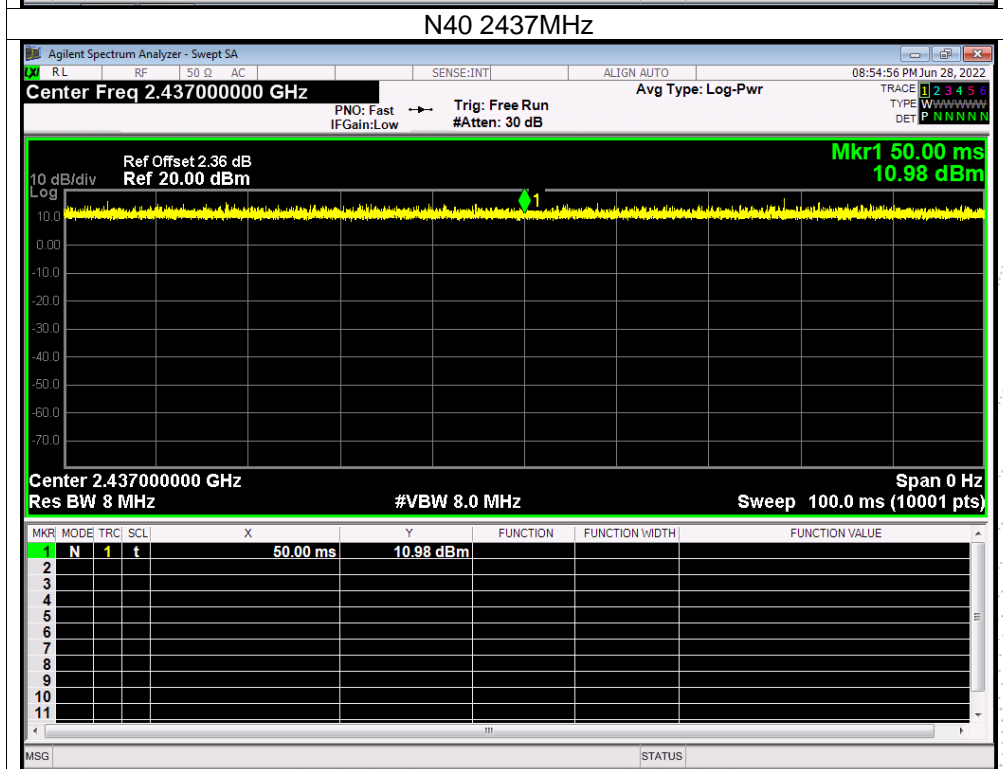 N40 2437MHz
Agilent Spectrum Analyzer - Swept SA
LXI RL RF 50 Ω AC SENSE:INT ALIGN AUTO 08:54:56 PM Jun 28, 2022
Center Freq 2.437000000 GHz Avg Type: Log-Pwr TRACE 1 2 3 4 5 6
PNO: Fast Trig: Free Run TYPE WWWWWW
IFGain:Low #Atten: 30 dB DET P N N N N N
Mkr1 50.00 ms
Ref Offset 2.36 dB
10 dB/div Ref 20.00 dBm 10.98 dBm
Log
1
10.0
0.00
-10.0
-20.0
-30.0
-40.0
-50.0
-60.0
-70.0
Center 2.437000000 GHz Span 0 Hz
Res BW 8 MHz #VBW 8.0 MHz Sweep 100.0 ms (10001 pts)
MKR MODE TRC SCL X Y FUNCTION FUNCTION WIDTH FUNCTION VALUE
1 N 1 t 50.00 ms 10.98 dBm
2
3
4
5
6
7
8
9
10
11
MSG STATUS